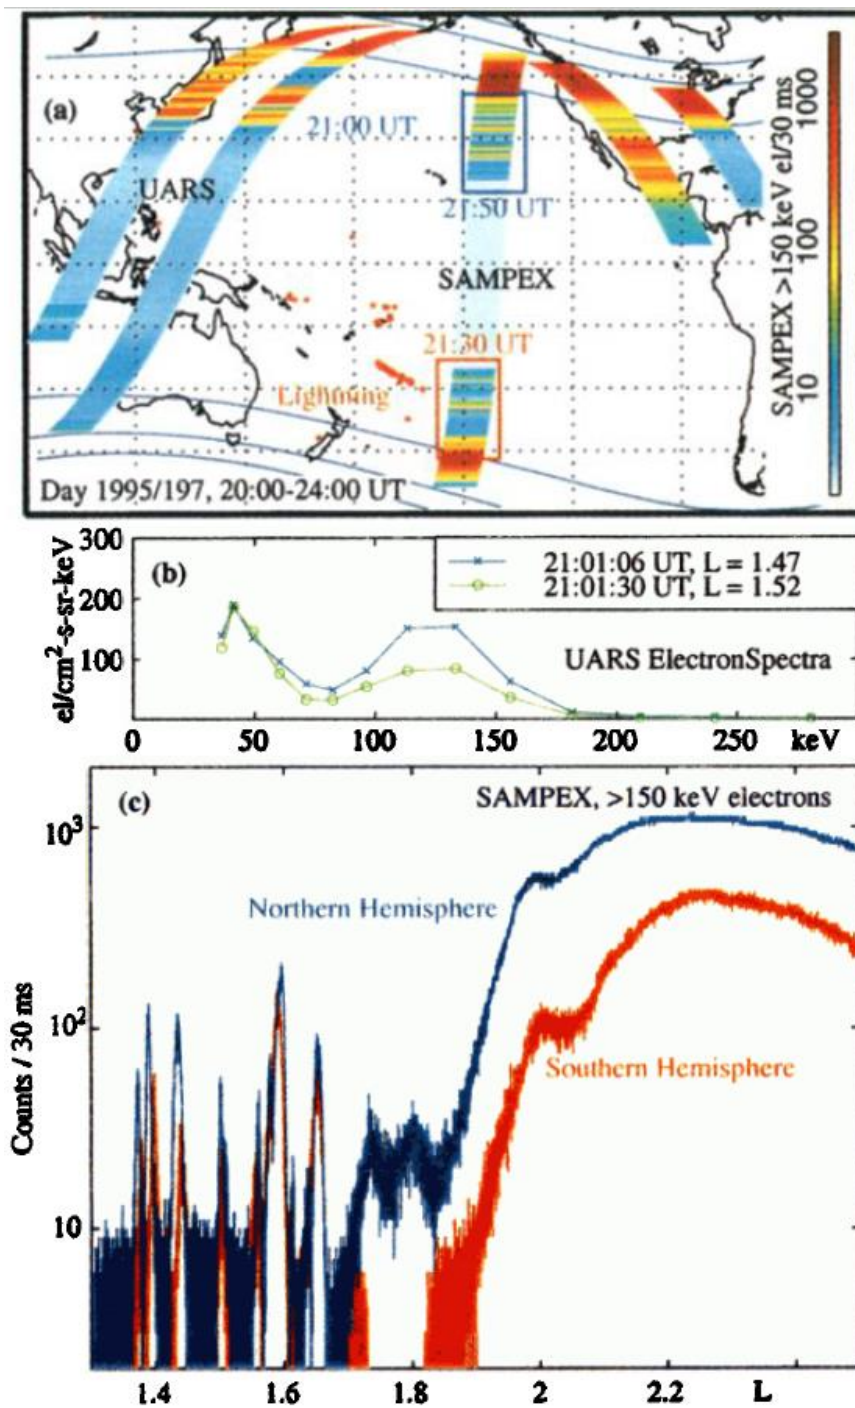 (a)
21:00 UT
UARS
21:50 UT
SAMPEX
21:30 UT
Lightning
Day 1995/197, 20:00-24:00 UT
SAMPEX >150 keV el/30 ms
1000
100
10
(b)
el/cm²-s-sr-keV
300
200
100
21:01:06 UT, L = 1.47
21:01:30 UT, L = 1.52
UARS ElectronSpectra
0 50 100 150 200 250 keV
(c)
SAMPEX, >150 keV electrons
Northern Hemisphere
Southern Hemisphere
Counts / 30 ms
10³
10²
10
1.4 1.6 1.8 2 2.2 L